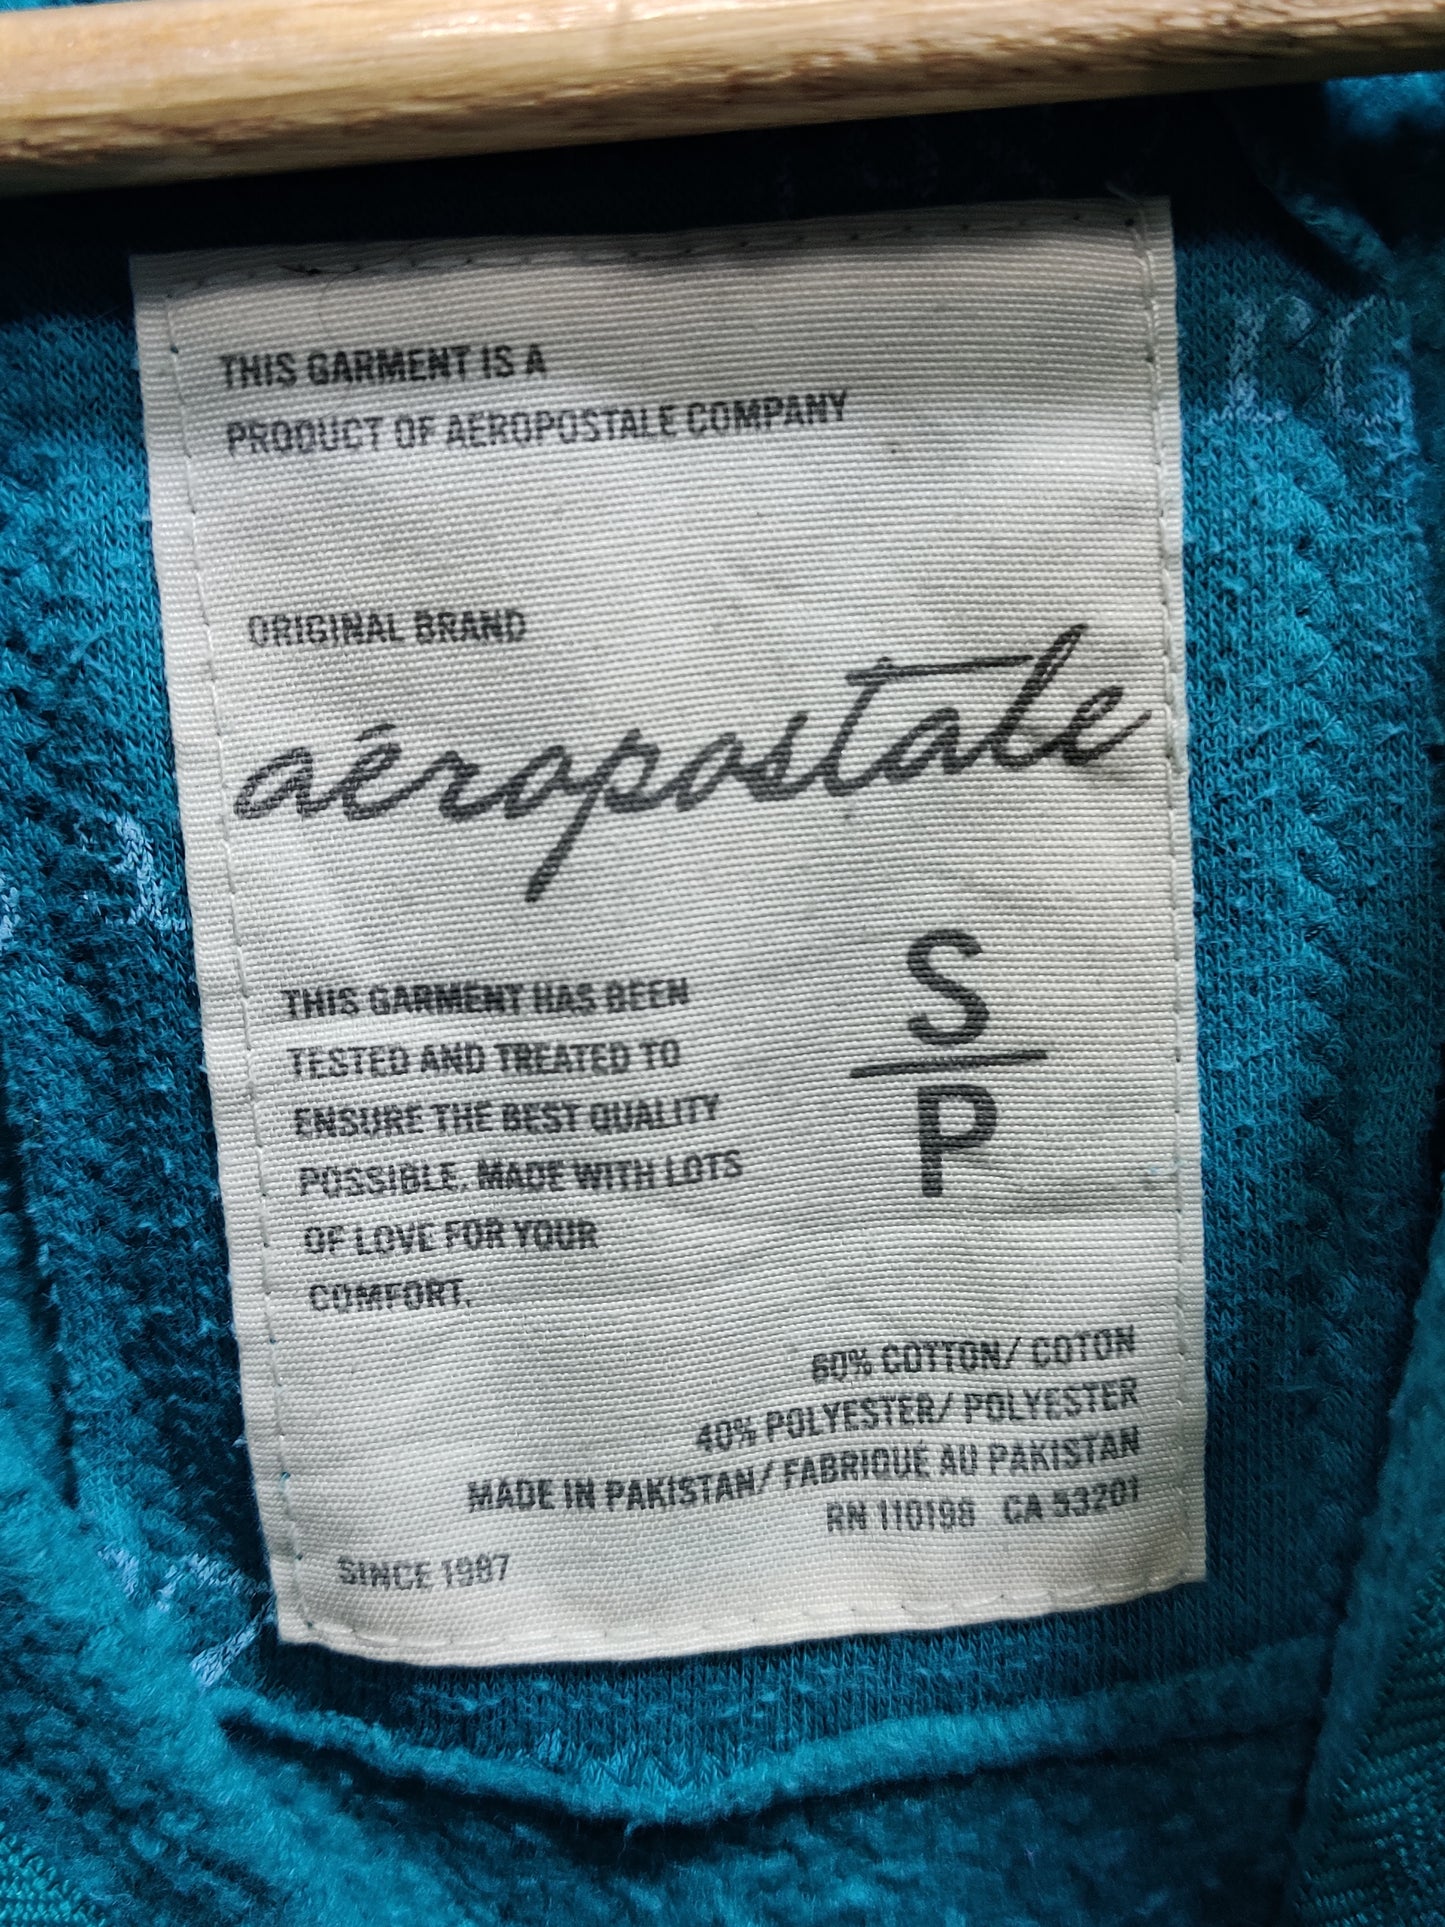 THIS GARMENT IS A
PRODUCT OF AÉROPOSTALE COMPANY
ORIGINAL BRAND
aéropostale
THIS GARMENT HAS BEEN
TESTED AND TREATED TO
ENSURE THE BEST QUALITY
POSSIBLE. MADE WITH LOTS
OF LOVE FOR YOUR
COMFORT.
S
P
60% COTTON/ COTON
40% POLYESTER/ POLYESTER
MADE IN PAKISTAN/ FABRIQUÉ AU PAKISTAN
RN 110198 CA 53201
SINCE 1987